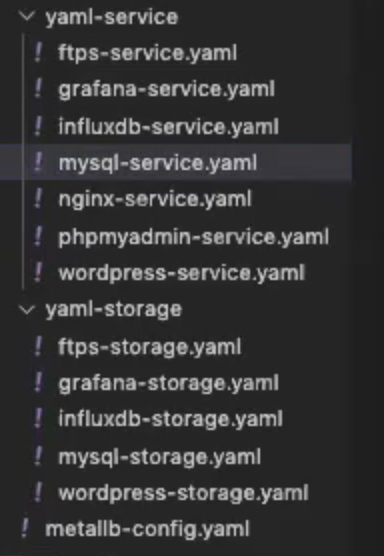 yaml-service
ftps-service.yaml
grafana-service.yaml
influxdb-service.yaml
mysql-service.yaml
nginx-service.yaml
phpmyadmin-service.yaml
wordpress-service.yaml
yaml-storage
ftps-storage.yaml
grafana-storage.yaml
influxdb-storage.yaml
mysql-storage.yaml
wordpress-storage.yaml
metallb-config.yaml